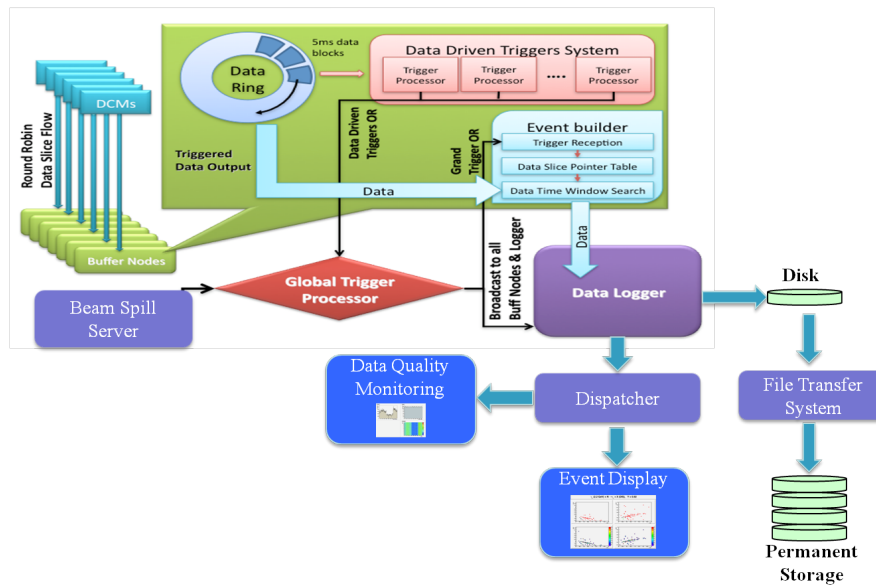 5ms data
blocks
Data
Ring
Data Driven Triggers System
Trigger
Processor
Trigger
Processor
....
Trigger
Processor
DCMs
Round Robin
Data Slice Flow
Triggered
Data Output
Data Driven
Triggers OR
Grand
Trigger OR
Event builder
Trigger Reception
Data Slice Pointer Table
Data Time Window Search
Data
Data
Buffer Nodes
Global Trigger
Processor
Broadcast to all
Buff Nodes & Logger
Data Logger
Disk
Beam Spill
Server
Data Quality
Monitoring
Dispatcher
File Transfer
System
Event Display
Permanent
Storage